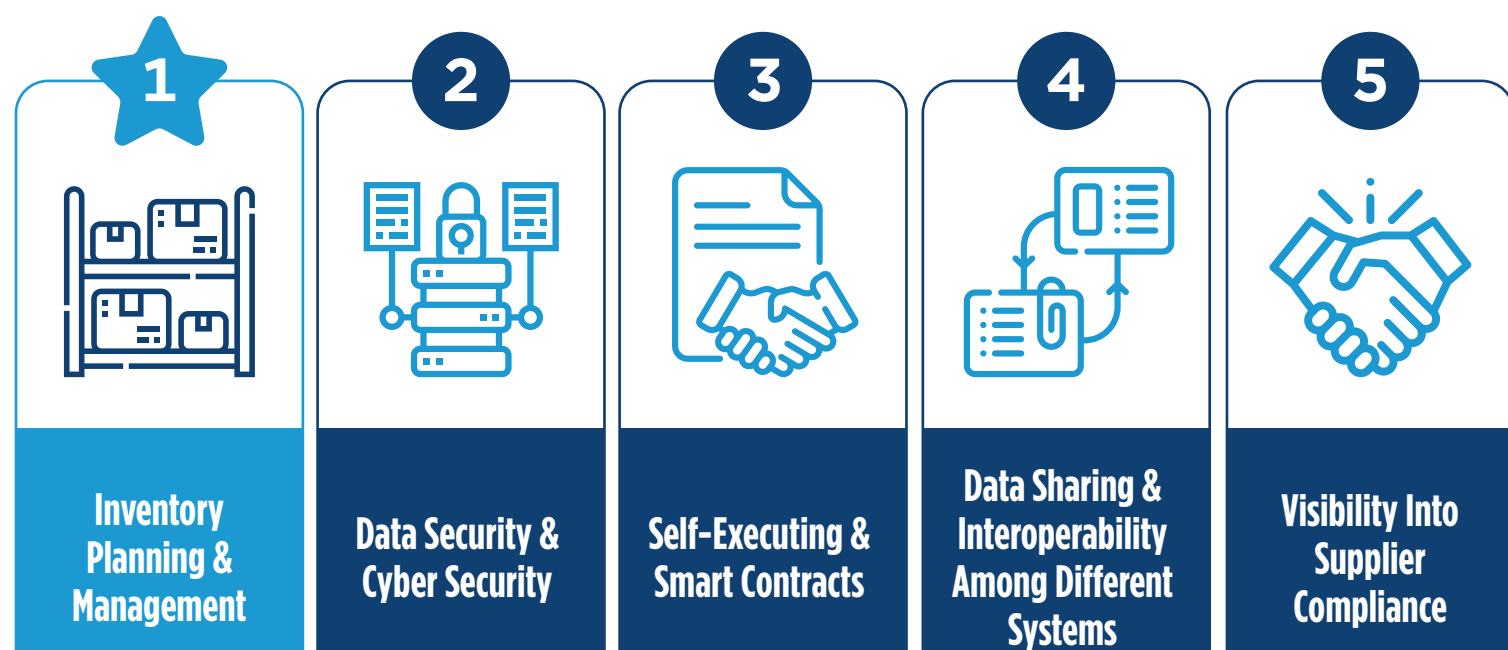 1
Inventory
Planning &
Management
2
Data Security &
Cyber Security
3
Self-Executing &
Smart Contracts
4
Data Sharing &
Interoperability
Among Different
Systems
5
Visibility Into
Supplier
Compliance